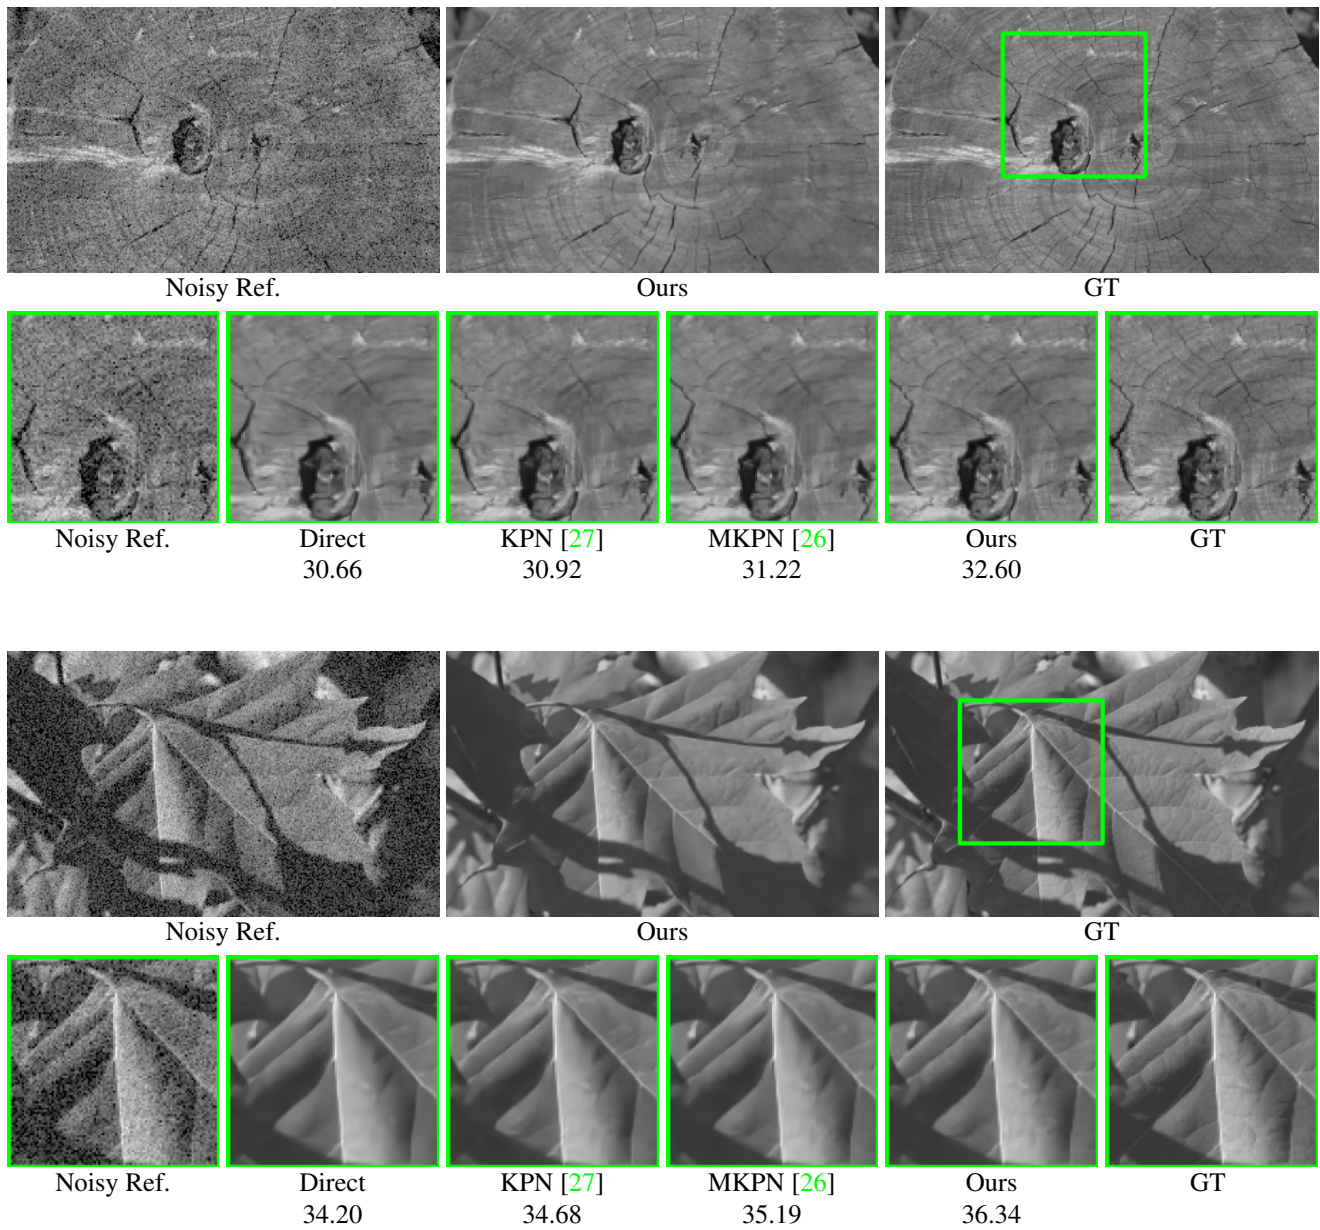 Noisy Ref. Ours GT
Noisy Ref. Direct KPN [27] MKPN [26] Ours GT
30.66 30.92 31.22 32.60
Noisy Ref. Ours GT
Noisy Ref. Direct KPN [27] MKPN [26] Ours GT
34.20 34.68 35.19 36.34